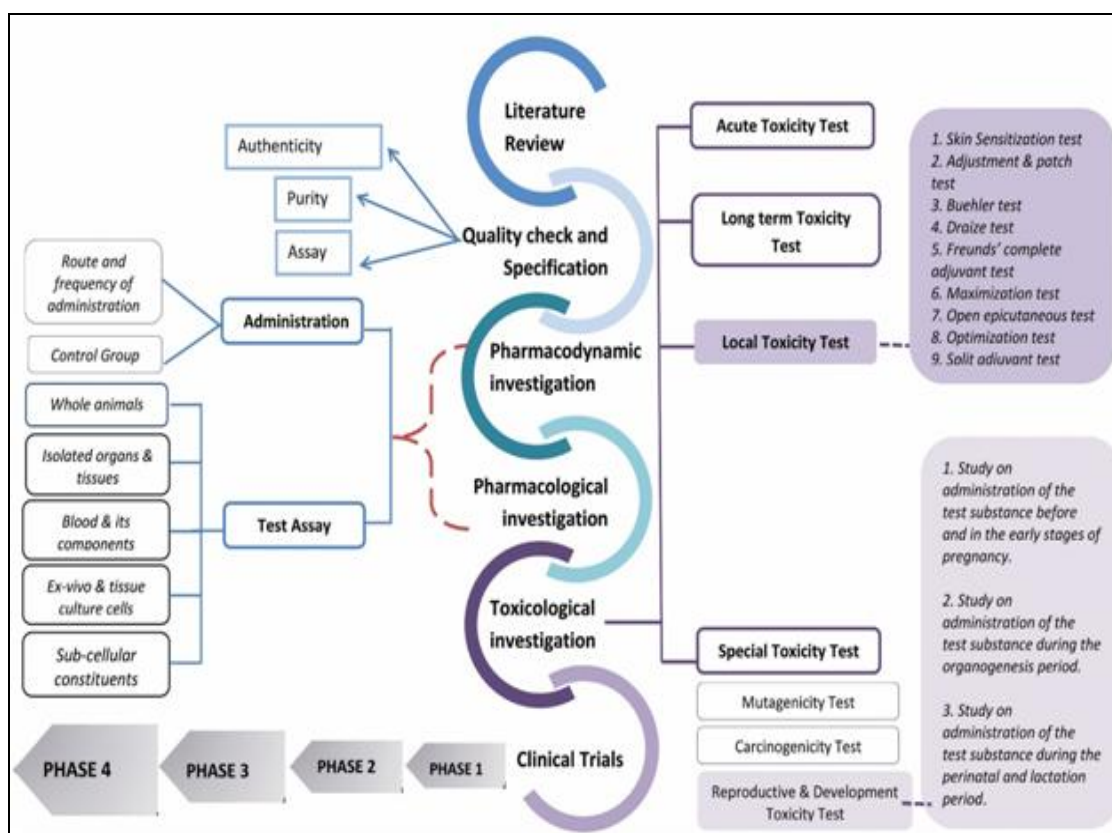 Literature
Review
Authenticity
Purity
Assay
Quality check and
Specification
Route and
frequency of
administration
Control Group
Administration
Whole animals
Isolated organs &
tissues
Blood & its
components
Ex-vivo & tissue
culture cells
Sub-cellular
constituents
Test Assay
Pharmacodynamic
investigation
Pharmacological
investigation
Toxicological
investigation
Acute Toxicity Test
Long term Toxicity
Test
Local Toxicity Test
1. Skin Sensitization test
2. Adjustment & patch
test
3. Buehler test
4. Draize test
5. Freunds' complete
adjuvant test
6. Maximization test
7. Open epicutaneous test
8. Optimization test
9. Solit adiuvant test
Special Toxicity Test
Mutagenicity Test
Carcinogenicity Test
Reproductive & Development
Toxicity Test
1. Study on
administration of the
test substance before
and in the early stages of
pregnancy.
2. Study on
administration of the
test substance during the
organogenesis period.
3. Study on
administration of the
test substance during the
perinatal and lactation
period.
Clinical Trials
PHASE 1
PHASE 2
PHASE 3
PHASE 4